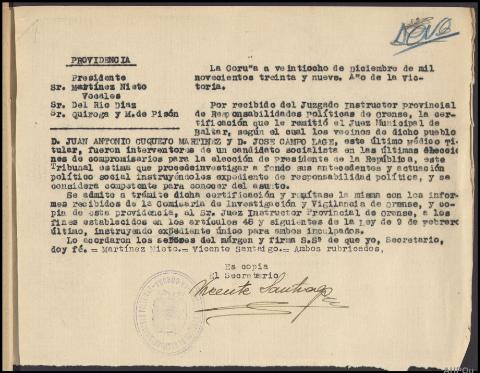 PROVIDENCIA
Presidente
Sr. Martínez Nieto
Vocales
Sr. Del Rio Diaz
Sr. Quiroga y M. de Pisón
La Coruña a veintiocho de diciembre de mil
novecientos treinta y nueve. Año de la Vic-
toria.
Por recibido del Juzgado Instructor provincial
de Responsabilidades políticas de Orense, la cer-
tificación que le remitió el Juez Municipal de
Baltar, según el cual los vecinos de dicho pueblo
D. JUAN ANTONIO CUQUEJO MARTINEZ y D. JOSE CAMPO LAGE, este último médico ti-
tular, fueron interventores de un candidato socialista en las últimas eleccio
nes de compromisarios para la elección de presidente de la República, este
Tribunal estima que procedeinvestigar a fondo sus antecedentes y actuación
político social instruyéndoles expediente de responsabilidad política, y se
considera competente para conocer del asunto.
Se admite a trámite dicha certificación y remítase la misma con los infor-
mes recibidos de la Comisaria de Investigación y Vigilancia de Orense, y co-
pia de esta providencia, al Sr. Juez Instructor Provincial de Orense, a los
fines establecidos en los artículos y siguientes de la Ley de 9 de febrero
último, instruyendo expediente único para ambos inculpados.
Lo acordaron los señores del márgen y firma S.Sª de que yo, Secretario,
doy fé. = Martínez Nieto. = Vicente Santaigo. = Ambos rubricados.
Es copia
El Secretario
Vicente Santiago